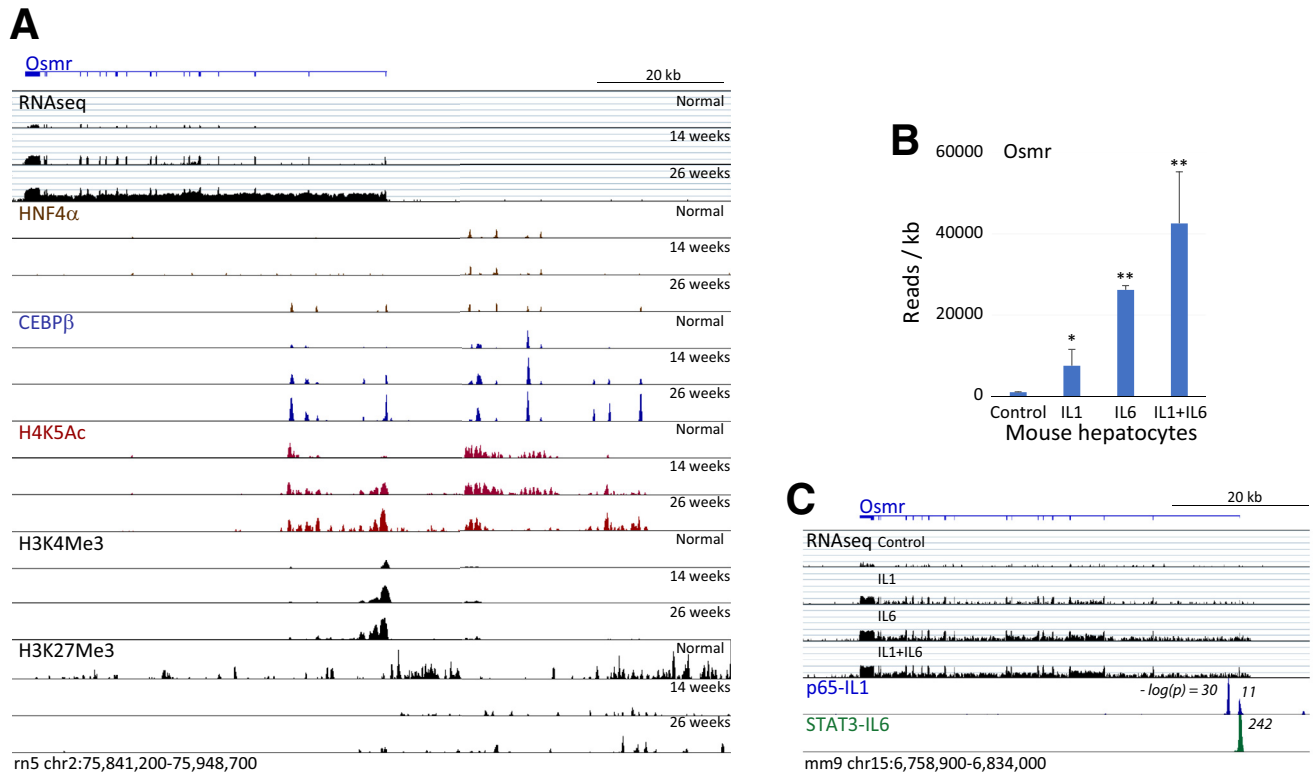 A
Osmr
20 kb
RNAseq
Normal
14 weeks
26 weeks
HNF4α
Normal
14 weeks
26 weeks
CEBPβ
Normal
14 weeks
26 weeks
H4K5Ac
Normal
14 weeks
26 weeks
H3K4Me3
Normal
14 weeks
26 weeks
H3K27Me3
Normal
14 weeks
26 weeks
rn5 chr2:75,841,200-75,948,700
B
Osmr
Reads / kb
60000
40000
20000
0
*
**
**
Control IL1 IL6 IL1+IL6
Mouse hepatocytes
C
20 kb
Osmr
RNAseq Control
IL1
IL6
IL1+IL6
p65-IL1
- log(p) = 30 11
STAT3-IL6
242
mm9 chr15:6,758,900-6,834,000